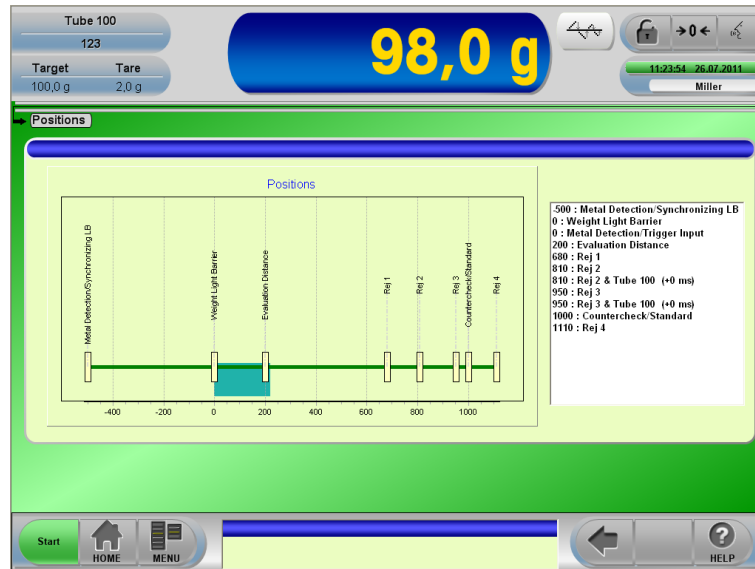 Tube 100
123
Target
Tare
100,0 g
2,0 g
98,0 g
→0←
11:23:54 26.07.2011
Miller
Positions
Positions
Metal Detection/Synchronizing LB
Weight Light Barrier
Evaluation Distance
Rej 1
Rej 2
Rej 3
Countercheck/Standard
Rej 4
-400
-200
0
200
400
600
800
1000
-500 : Metal Detection/Synchronizing LB
0 : Weight Light Barrier
0 : Metal Detection/Trigger Input
200 : Evaluation Distance
680 : Rej 1
810 : Rej 2
810 : Rej 2 & Tube 100 (+0 ms)
950 : Rej 3
950 : Rej 3 & Tube 100 (+0 ms)
1000 : Countercheck/Standard
1110 : Rej 4
Start
HOME
MENU
?
HELP